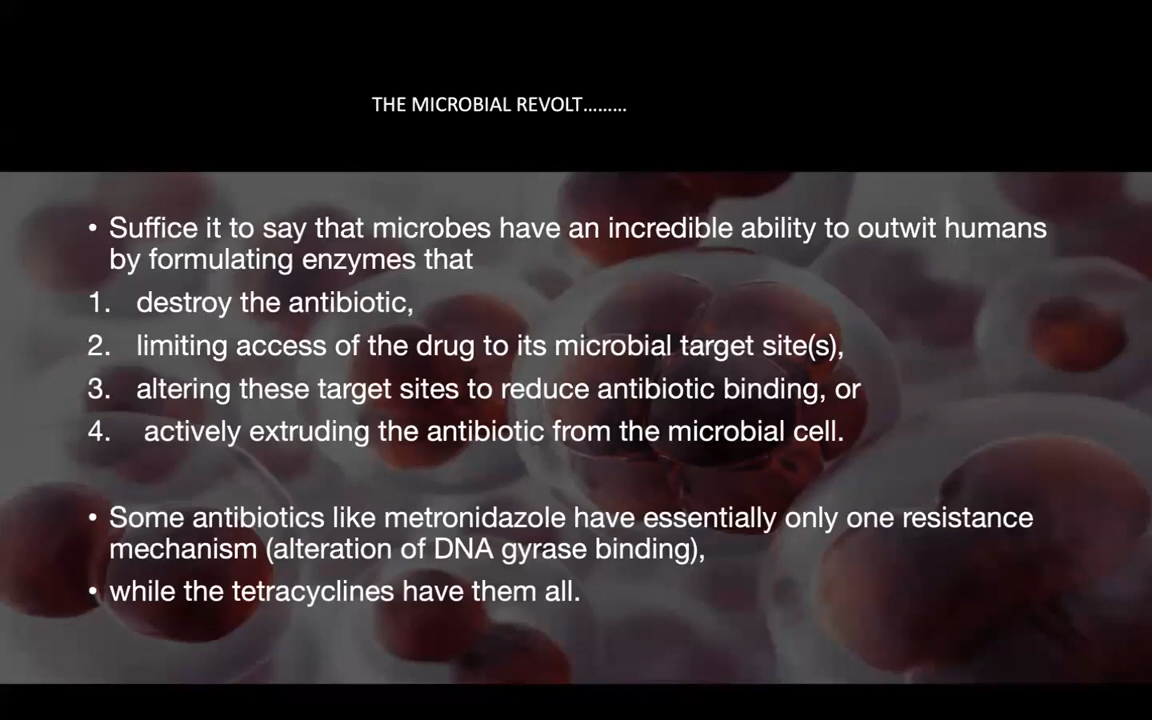 THE MICROBIAL REVOLT.........
• Suffice it to say that microbes have an incredible ability to outwit humans
by formulating enzymes that
1. destroy the antibiotic,
2. limiting access of the drug to its microbial target site(s),
3. altering these target sites to reduce antibiotic binding, or
4. actively extruding the antibiotic from the microbial cell.
• Some antibiotics like metronidazole have essentially only one resistance
mechanism (alteration of DNA gyrase binding),
• while the tetracyclines have them all.